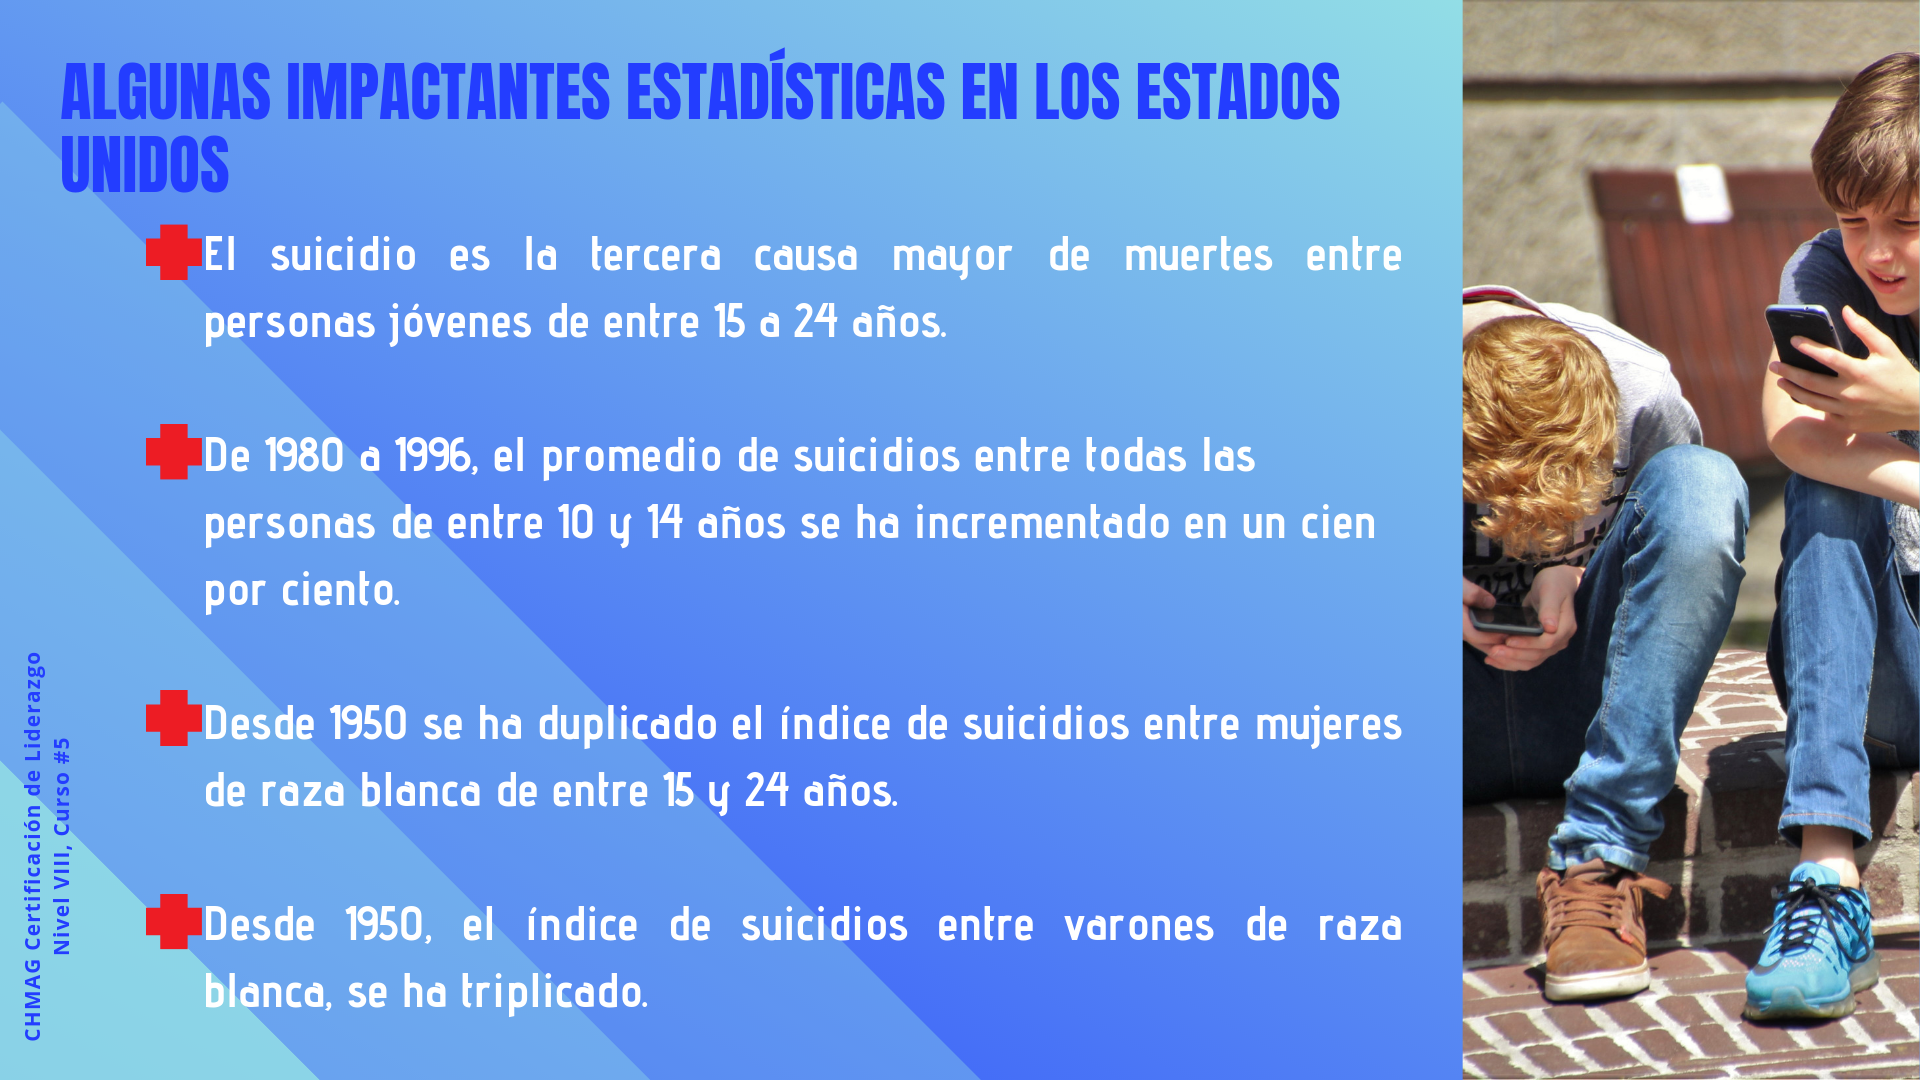 ALGUNAS IMPACTANTES ESTADÍSTICAS EN LOS ESTADOS
UNIDOS
El suicidio es la tercera causa mayor de muertes entre
personas jóvenes de entre 15 a 24 años.
De 1980 a 1996, el promedio de suicidios entre todas las
personas de entre 10 y 14 años se ha incrementado en un cien
por ciento.
Desde 1950 se ha duplicado el índice de suicidios entre mujeres
de raza blanca de entre 15 y 24 años.
Desde 1950, el índice de suicidios entre varones de raza
blanca, se ha triplicado.
CHMAG Certificación de Liderazgo
Nivel VIII, Curso #5